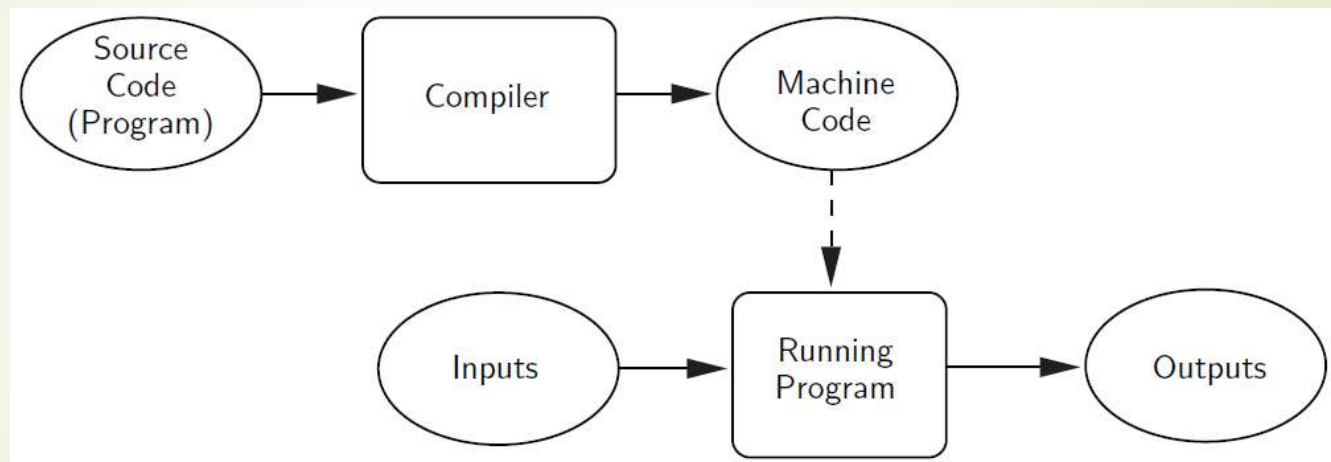 Source
Code
(Program)
Compiler
Machine
Code
Inputs
Running
Program
Outputs